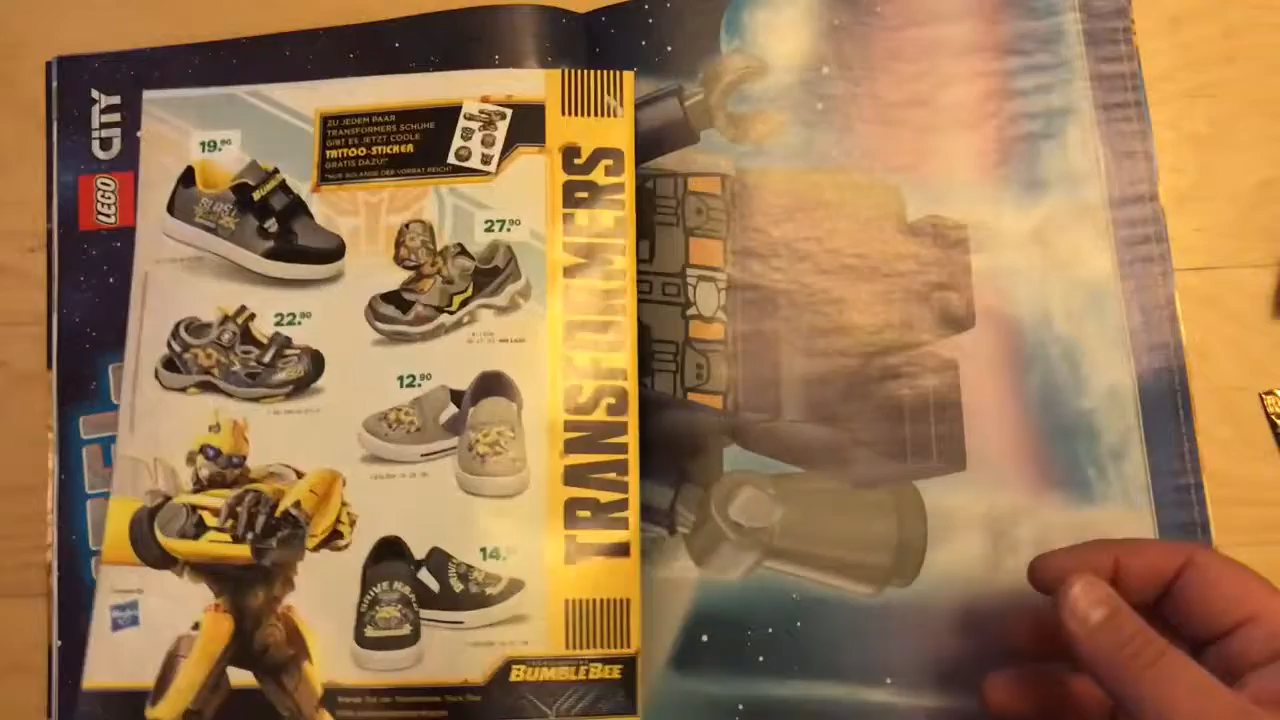 CITY
LEGO
ZU JEDEM PAAR
TRANSFORMERS SCHUHE
GIBT ES JETZT COOLE
TATTOO-STICKER
GRATIS DAZU!*
*NUR SOLANGE DER VORRAT REICHT
19.90
BUMBLE
27.90
22.90
12.90
14.
TRANSFORMERS
Hasbro
BUMBLEBEE